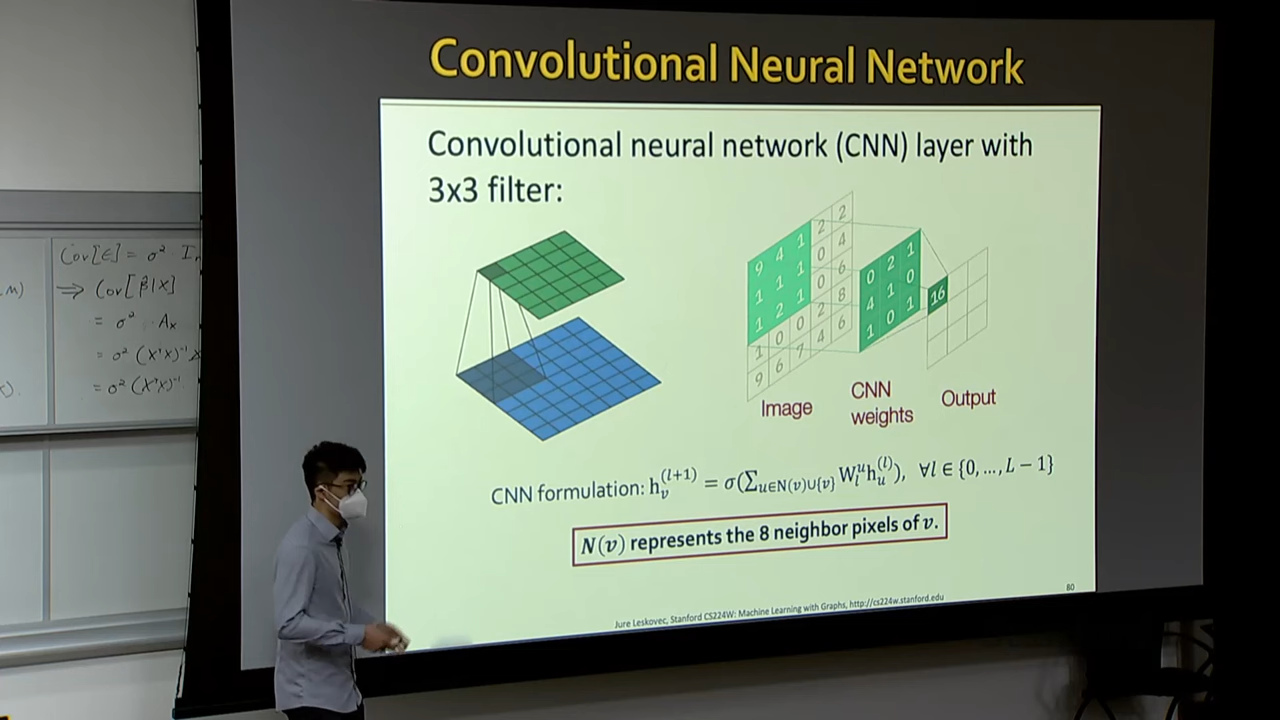 Convolutional Neural Network
Convolutional neural network (CNN) layer with
3x3 filter:
9 4 1 2 2
1 1 1 0 4
1 2 1 0 6
1 0 0 2 8
9 6 7 4 6
0 2 1
4 1 0
1 0 1
16
Image
CNN
weights
Output
CNN formulation: h_v^(l+1) = σ(∑_{u∈N(v)∪{v}} W_l^u h_u^(l)), ∀l ∈ {0, …, L − 1}
N(v) represents the 8 neighbor pixels of v.
80
Jure Leskovec, Stanford CS224W: Machine Learning with Graphs, http://cs224w.stanford.edu
Cov[ϵ] = σ² I
⇒ Cov[β̂|X]
= σ² · Aₓ
= σ² (X'X)⁻¹
= σ² (X'X)⁻¹